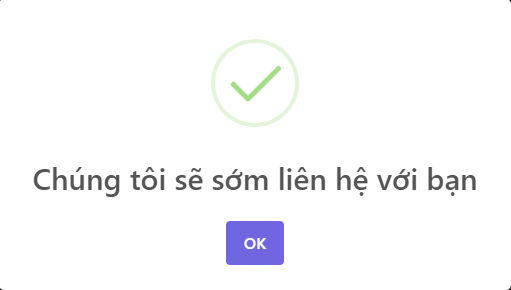 Chúng tôi sẽ sớm liên hệ với bạn
OK